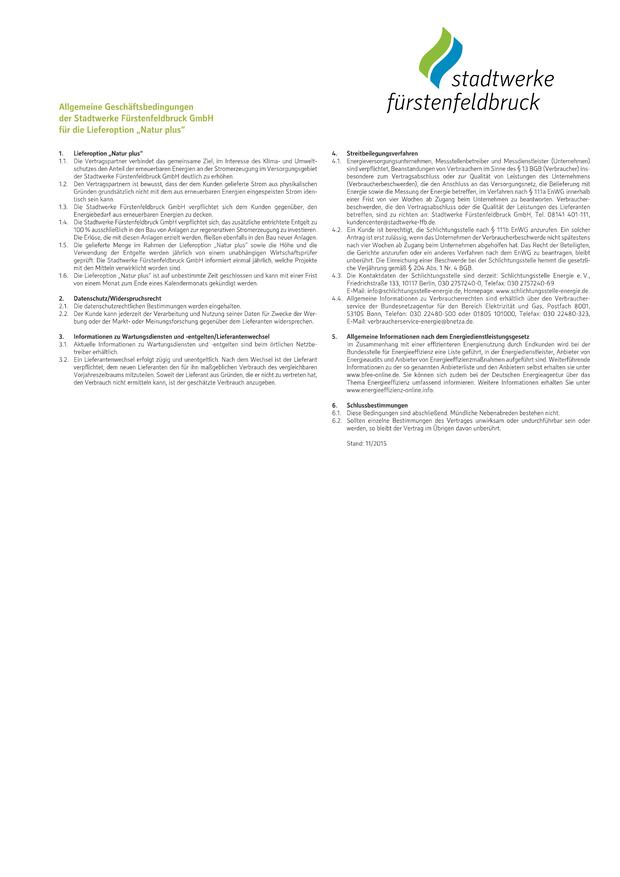 stadtwerke
fürstenfeldbruck
Allgemeine Geschäftsbedingungen
der Stadtwerke Fürstenfeldbruck GmbH
für die Lieferoption „Natur plus“
1. Lieferoption „Natur plus“
1.1. Die Vertragspartner verbindet das gemeinsame Ziel, im Interesse des Klima- und Umwelt-
schutzes den Anteil der erneuerbaren Energien an der Stromerzeugung im Versorgungsgebiet
der Stadtwerke Fürstenfeldbruck GmbH deutlich zu erhöhen.
1.2. Den Vertragspartnern ist bewusst, dass der dem Kunden gelieferte Strom aus physikalischen
Gründen grundsätzlich nicht mit dem aus erneuerbaren Energien eingespeisten Strom iden-
tisch sein kann.
1.3. Die Stadtwerke Fürstenfeldbruck GmbH verpflichtet sich dem Kunden gegenüber, den
Energiebedarf aus erneuerbaren Energien zu decken.
1.4. Die Stadtwerke Fürstenfeldbruck GmbH verpflichtet sich, das zusätzliche entrichtete Entgelt zu
100 % ausschließlich in den Bau von Anlagen zur regenerativen Stromerzeugung zu investieren.
Die Erlöse, die mit diesen Anlagen erzielt werden, fließen ebenfalls in den Bau neuer Anlagen.
1.5. Die gelieferte Menge im Rahmen der Lieferoption „Natur plus“ sowie die Höhe und die
Verwendung der Entgelte werden jährlich von einem unabhängigen Wirtschaftsprüfer
geprüft. Die Stadtwerke Fürstenfeldbruck GmbH informiert einmal jährlich, welche Projekte
mit den Mitteln verwirklicht worden sind.
1.6. Die Lieferoption „Natur plus“ ist auf unbestimmte Zeit geschlossen und kann mit einer Frist
von einem Monat zum Ende eines Kalendermonats gekündigt werden.
2. Datenschutz/Widerspruchsrecht
2.1. Die datenschutzrechtlichen Bestimmungen werden eingehalten.
2.2. Der Kunde kann jederzeit der Verarbeitung und Nutzung seiner Daten für Zwecke der Wer-
bung oder der Markt- oder Meinungsforschung gegenüber dem Lieferanten widersprechen.
3. Informationen zu Wartungsdiensten und -entgelten/Lieferantenwechsel
3.1. Aktuelle Informationen zu Wartungsdiensten und -entgelten sind beim örtlichen Netzbe-
treiber erhältlich.
3.2. Ein Lieferantenwechsel erfolgt zügig und unentgeltlich. Nach dem Wechsel ist der Lieferant
verpflichtet, dem neuen Lieferanten den für ihn maßgeblichen Verbrauch des vergleichbaren
Vorjahreszeitraums mitzuteilen. Soweit der Lieferant aus Gründen, die er nicht zu vertreten hat,
den Verbrauch nicht ermitteln kann, ist der geschätzte Verbrauch anzugeben.
4. Streitbeilegungsverfahren
4.1. Energieversorgungsunternehmen, Messstellenbetreiber und Messdienstleister (Unternehmen)
sind verpflichtet, Beanstandungen von Verbrauchern im Sinne des § 13 BGB (Verbraucher) ins-
besondere zum Vertragsabschluss oder zur Qualität von Leistungen des Unternehmens
(Verbraucherbeschwerden), die den Anschluss an das Versorgungsnetz, die Belieferung mit
Energie sowie die Messung der Energie betreffen, im Verfahren nach § 111a EnWG innerhalb
einer Frist von vier Wochen ab Zugang beim Unternehmen zu beantworten. Verbraucher-
beschwerden, die den Vertragsabschluss oder die Qualität der Leistungen des Lieferanten
betreffen, sind zu richten an: Stadtwerke Fürstenfeldbruck GmbH, Tel. 08141 401-111,
kundencenter@stadtwerke-ffb.de.
4.2. Ein Kunde ist berechtigt, die Schlichtungsstelle nach § 111b EnWG anzurufen. Ein solcher
Antrag ist erst zulässig, wenn das Unternehmen der Verbraucherbeschwerde nicht spätestens
nach vier Wochen ab Zugang beim Unternehmen abgeholfen hat. Das Recht der Beteiligten,
die Gerichte anzurufen oder ein anderes Verfahren nach dem EnWG zu beantragen, bleibt
unberührt. Die Einreichung einer Beschwerde bei der Schlichtungsstelle hemmt die gesetzli-
che Verjährung gemäß § 204 Abs. 1 Nr. 4 BGB.
4.3. Die Kontaktdaten der Schlichtungsstelle sind derzeit: Schlichtungsstelle Energie e. V.,
Friedrichstraße 133, 10117 Berlin, 030 2757240-0, Telefax: 030 2757240-69
E-Mail: info@schlichtungsstelle-energie.de, Homepage: www.schlichtungsstelle-energie.de.
4.4. Allgemeine Informationen zu Verbraucherrechten sind erhältlich über den Verbraucher-
service der Bundesnetzagentur für den Bereich Elektrizität und Gas, Postfach 8001,
53105 Bonn, Telefon: 030 22480-500 oder 01805 101000, Telefax: 030 22480-323,
E-Mail: verbraucherservice-energie@bnetza.de.
5. Allgemeine Informationen nach dem Energiedienstleistungsgesetz
Im Zusammenhang mit einer effizienteren Energienutzung durch Endkunden wird bei der
Bundesstelle für Energieeffizienz eine Liste geführt, in der Energiedienstleister, Anbieter von
Energieaudits und Anbieter von Energieeffizienzmaßnahmen aufgeführt sind. Weiterführende
Informationen zu der so genannten Anbieterliste und den Anbietern selbst erhalten sie unter
www.bfee-online.de. Sie können sich zudem bei der Deutschen Energieagentur über das
Thema Energieeffizienz umfassend informieren. Weitere Informationen erhalten Sie unter
www.energieeffizienz-online.info.
6. Schlussbestimmungen
6.1. Diese Bedingungen sind abschließend. Mündliche Nebenabreden bestehen nicht.
6.2. Sollten einzelne Bestimmungen des Vertrages unwirksam oder undurchführbar sein oder
werden, so bleibt der Vertrag im Übrigen davon unberührt.
Stand: 11/2015